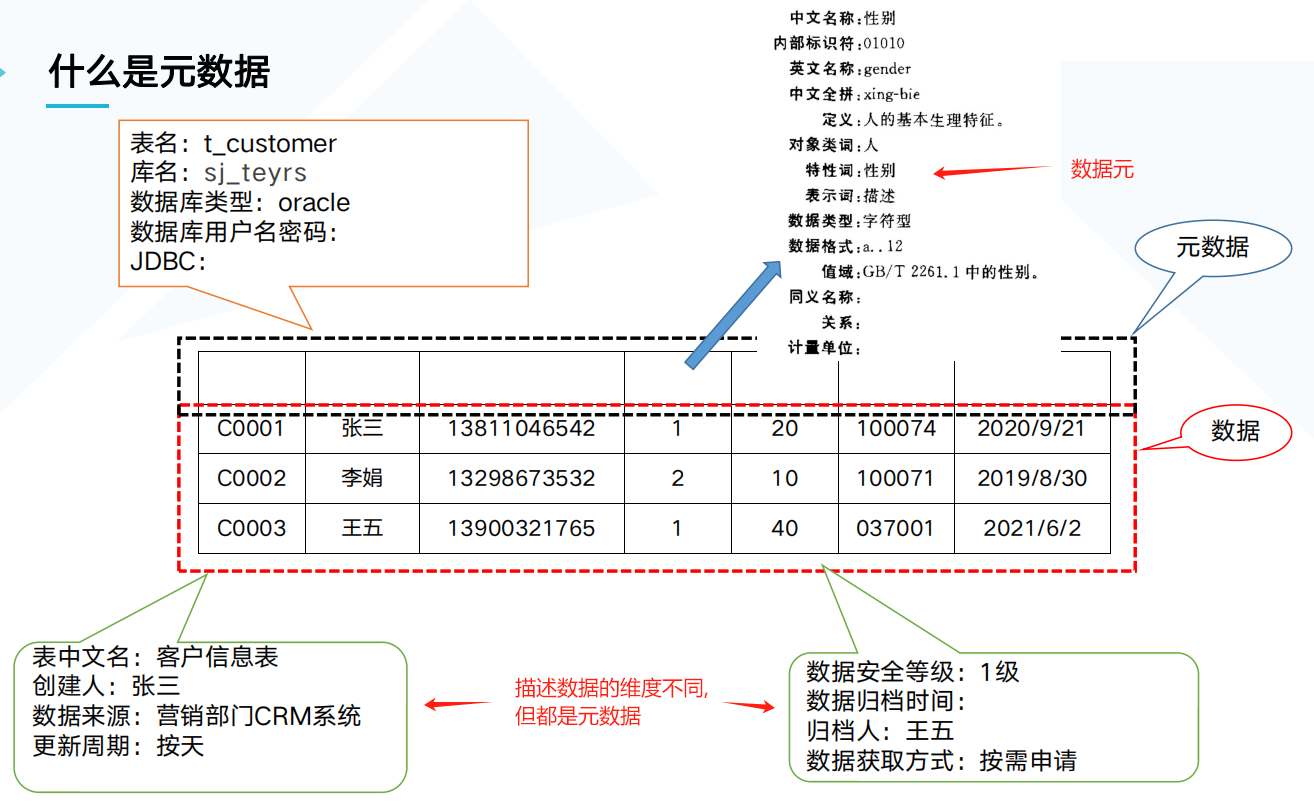 什么是元数据
表名：t_customer
库名：sj_teyrs
数据库类型：oracle
数据库用户名密码：
JDBC：
中文名称：性别
内部标识符：01010
英文名称：gender
中文全拼：xing-bie
定义：人的基本生理特征。
对象类词：人
特性词：性别
表示词：描述
数据类型：字符型
数据格式：a..12
值域：GB/T 2261.1 中的性别。
同义名称：
关系：
计量单位：
数据元
元数据
数据
C0001 张三 13811046542 1 20 100074 2020/9/21
C0002 李娟 13298673532 2 10 100071 2019/8/30
C0003 王五 13900321765 1 40 037001 2021/6/2
表中文名：客户信息表
创建人：张三
数据来源：营销部门CRM系统
更新周期：按天
描述数据的维度不同,
但都是元数据
数据安全等级：1级
数据归档时间：
归档人：王五
数据获取方式：按需申请